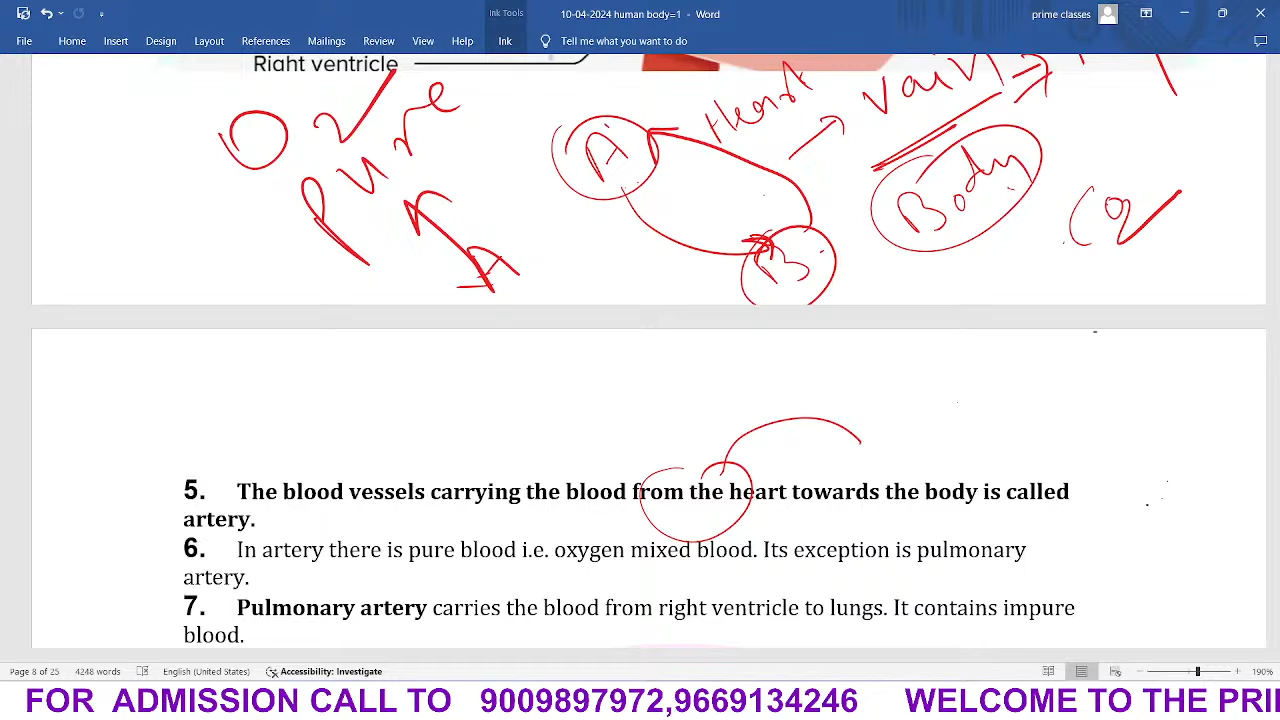 Ink Tools
10-04-2024 human body=1 - Word
prime classes
File Home Insert Design Layout References Mailings Review View Help Ink Tell me what you want to do
Right ventricle
O2
Pure
A
A
Heart
B
Body
5. The blood vessels carrying the blood from the heart towards the body is called
artery.
6. In artery there is pure blood i.e. oxygen mixed blood. Its exception is pulmonary
artery.
7. Pulmonary artery carries the blood from right ventricle to lungs. It contains impure
blood.
Page 8 of 25 4248 words English (United States) Accessibility: Investigate 190%
FOR ADMISSION CALL TO 9009897972,9669134246 WELCOME TO THE PRI